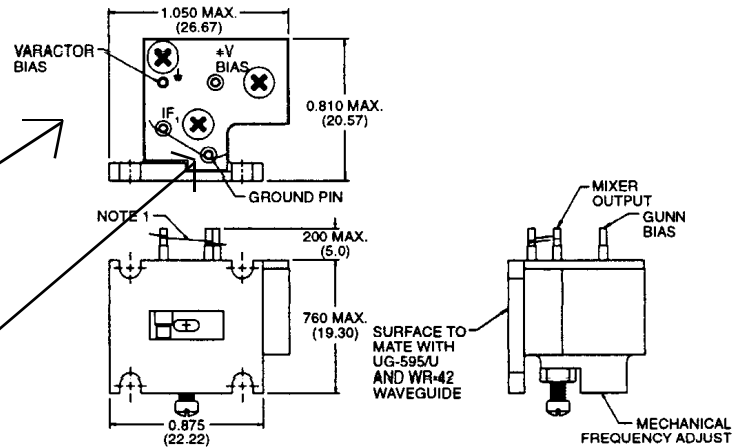 1.050 MAX.
(26.67)
VARACTOR
BIAS
+V
BIAS
IF1
0.810 MAX.
(20.57)
GROUND PIN
NOTE 1
200 MAX.
(5.0)
760 MAX.
(19.30)
0.875
(22.22)
MIXER
OUTPUT
GUNN
BIAS
SURFACE TO
MATE WITH
UG-595/U
AND WR-42
WAVEGUIDE
MECHANICAL
FREQUENCY ADJUST